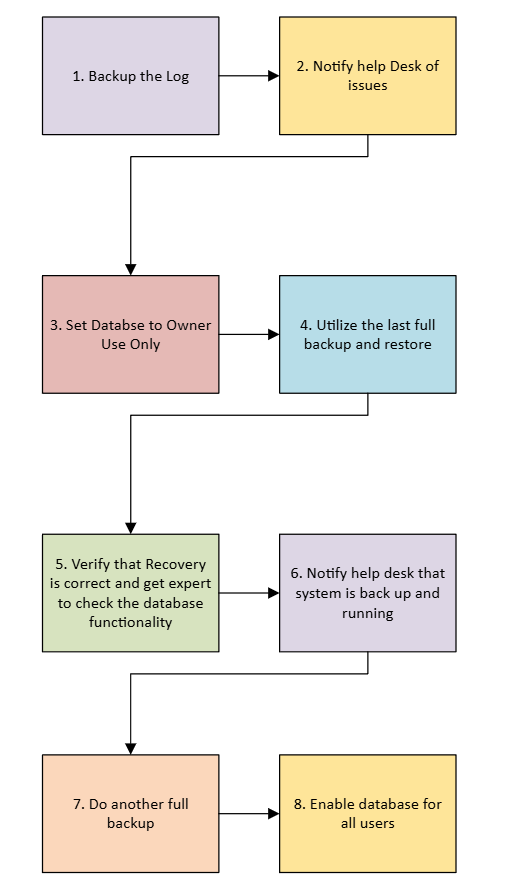 1. Backup the Log
2. Notify help Desk of
issues
3. Set Databse to Owner
Use Only
4. Utilize the last full
backup and restore
5. Verify that Recovery
is correct and get expert
to check the database
functionality
6. Notify help desk that
system is back up and
running
7. Do another full
backup
8. Enable database for
all users